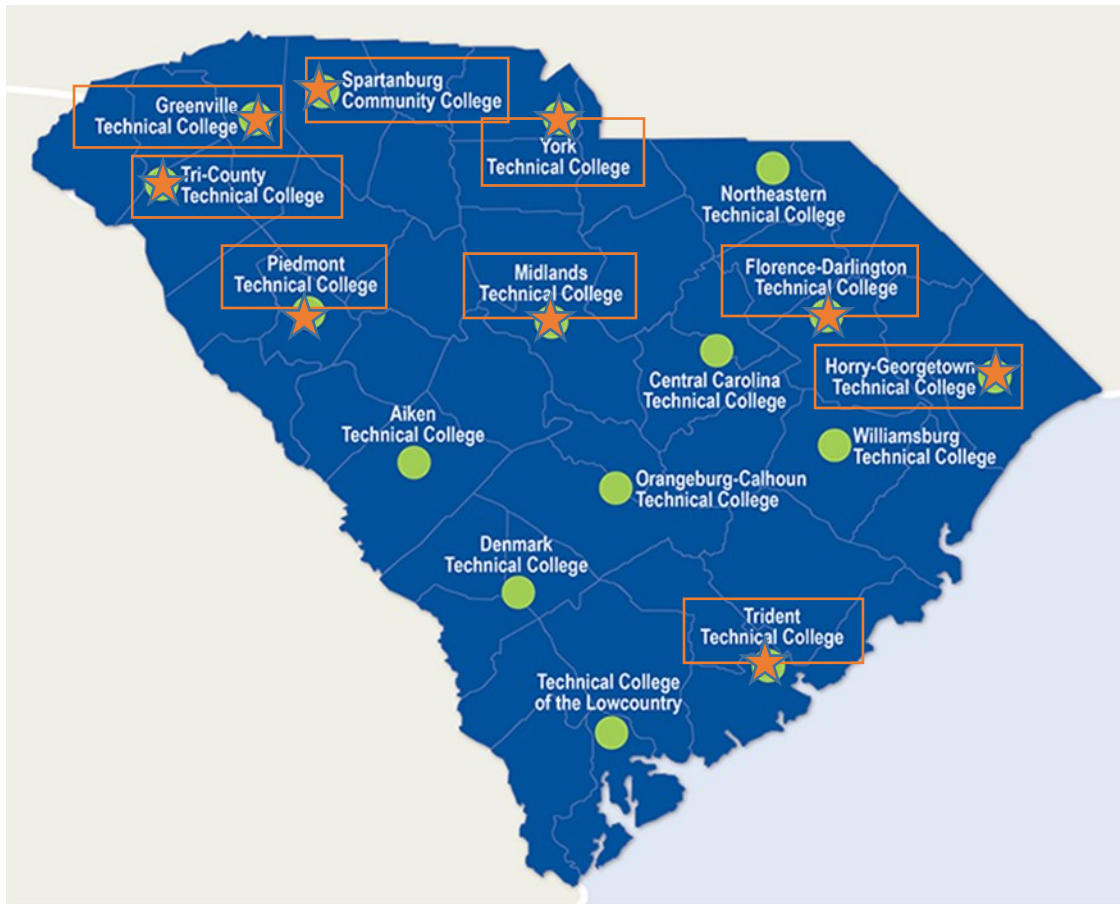 Spartanburg
Community College
Greenville
Technical College
York
Technical College
Tri-County
Technical College
Northeastern
Technical College
Piedmont
Technical College
Midlands
Technical College
Florence-Darlington
Technical College
Central Carolina
Technical College
Horry-Georgetown
Technical College
Aiken
Technical College
Williamsburg
Technical College
Orangeburg-Calhoun
Technical College
Denmark
Technical College
Trident
Technical College
Technical College
of the Lowcountry